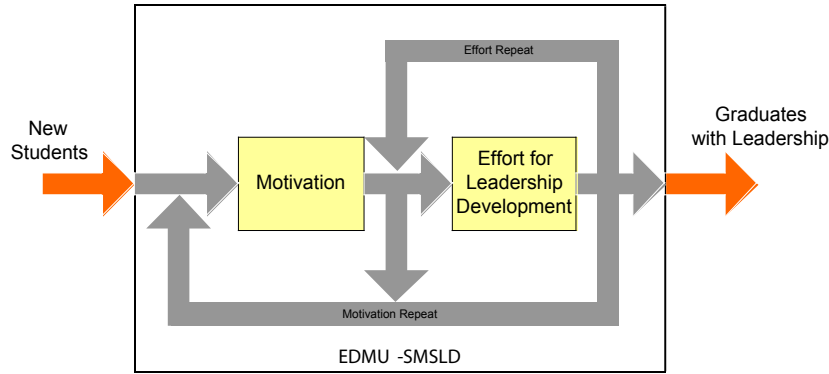 Effort Repeat
New
Students
Graduates
with Leadership
Motivation
Effort for
Leadership
Development
Motivation Repeat
EDMU -SMSLD